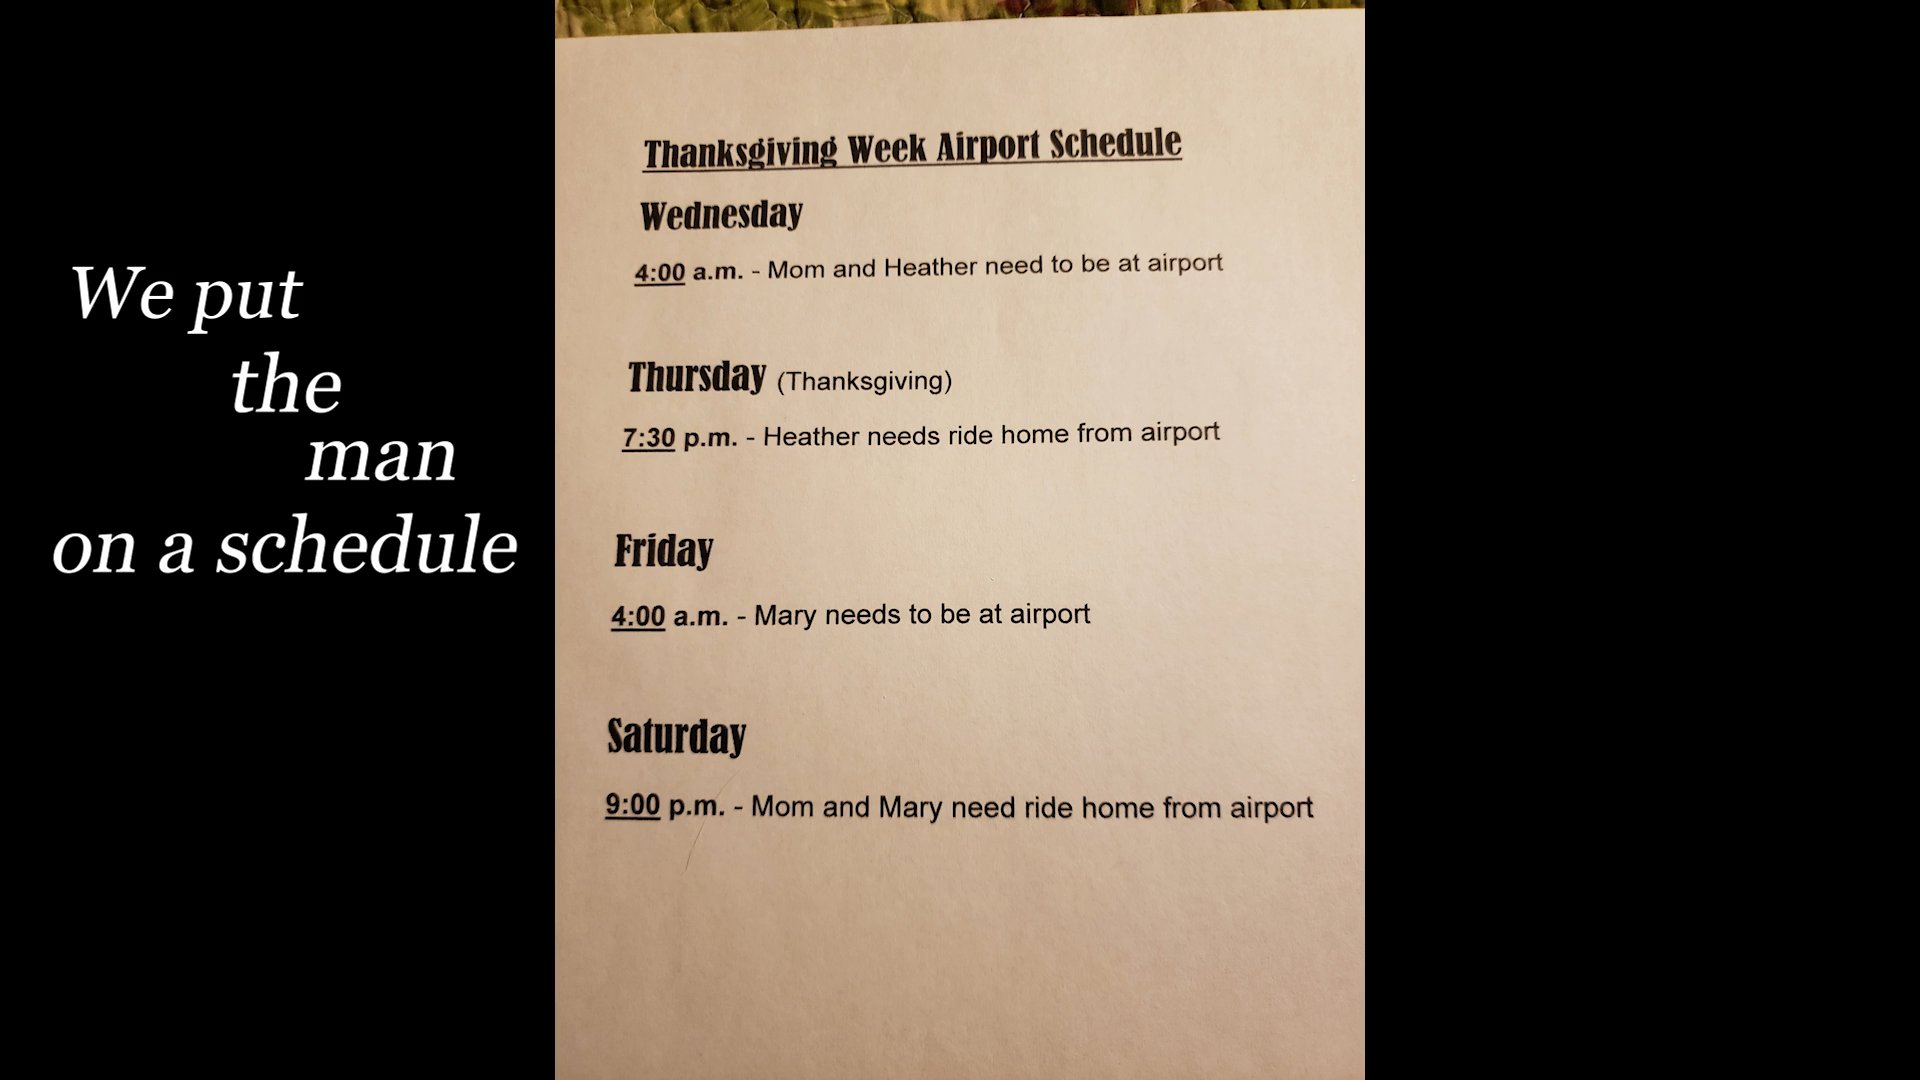 We put
the
man
on a schedule
Thanksgiving Week Airport Schedule
Wednesday
4:00 a.m. - Mom and Heather need to be at airport
Thursday (Thanksgiving)
7:30 p.m. - Heather needs ride home from airport
Friday
4:00 a.m. - Mary needs to be at airport
Saturday
9:00 p.m. - Mom and Mary need ride home from airport